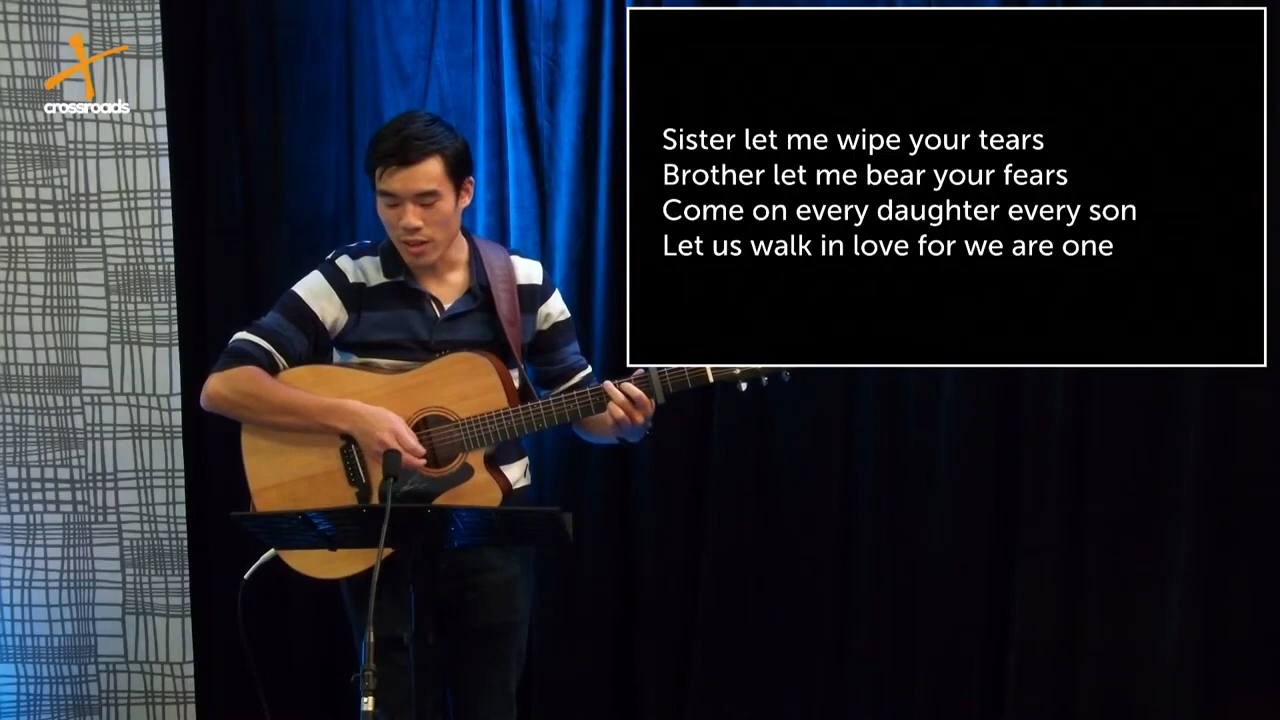 crossroads
Sister let me wipe your tears
Brother let me bear your fears
Come on every daughter every son
Let us walk in love for we are one